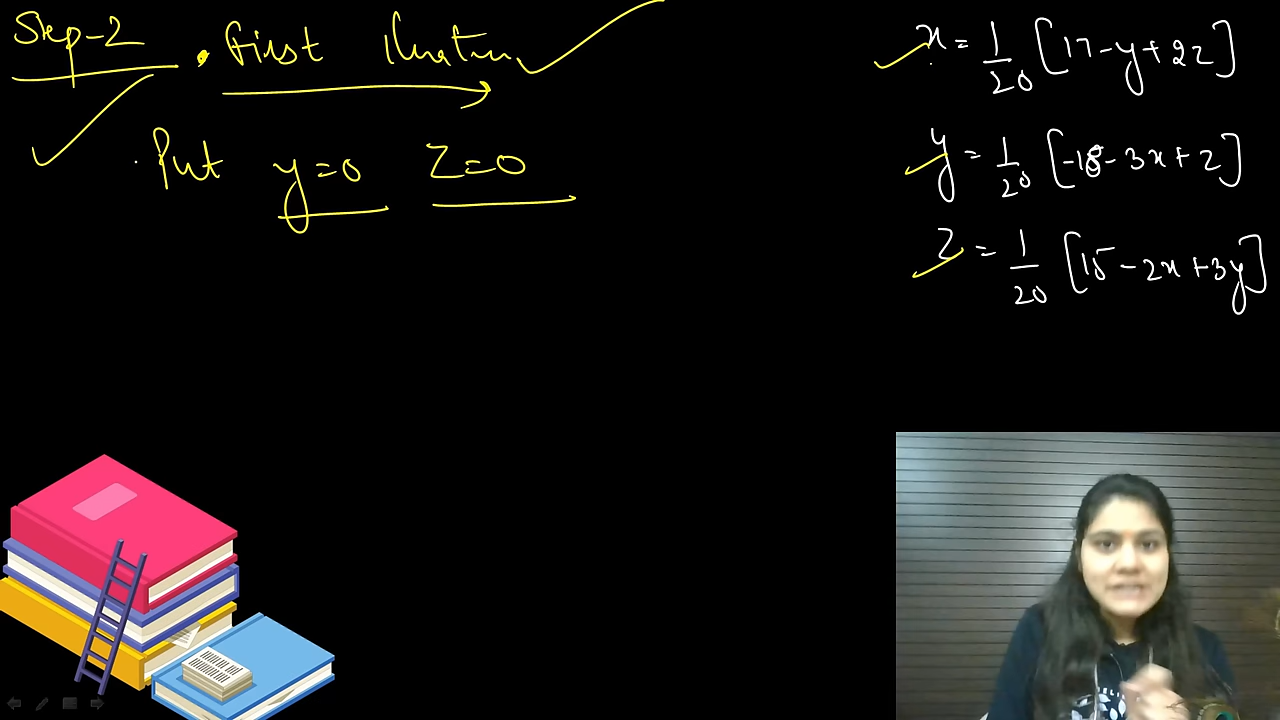 Step-2 . First Iteration
Put y=0 z=0
x = 1/20 [17-y+2z]
y = 1/20 [-18-3x+z]
z = 1/20 [15-2x+3y]